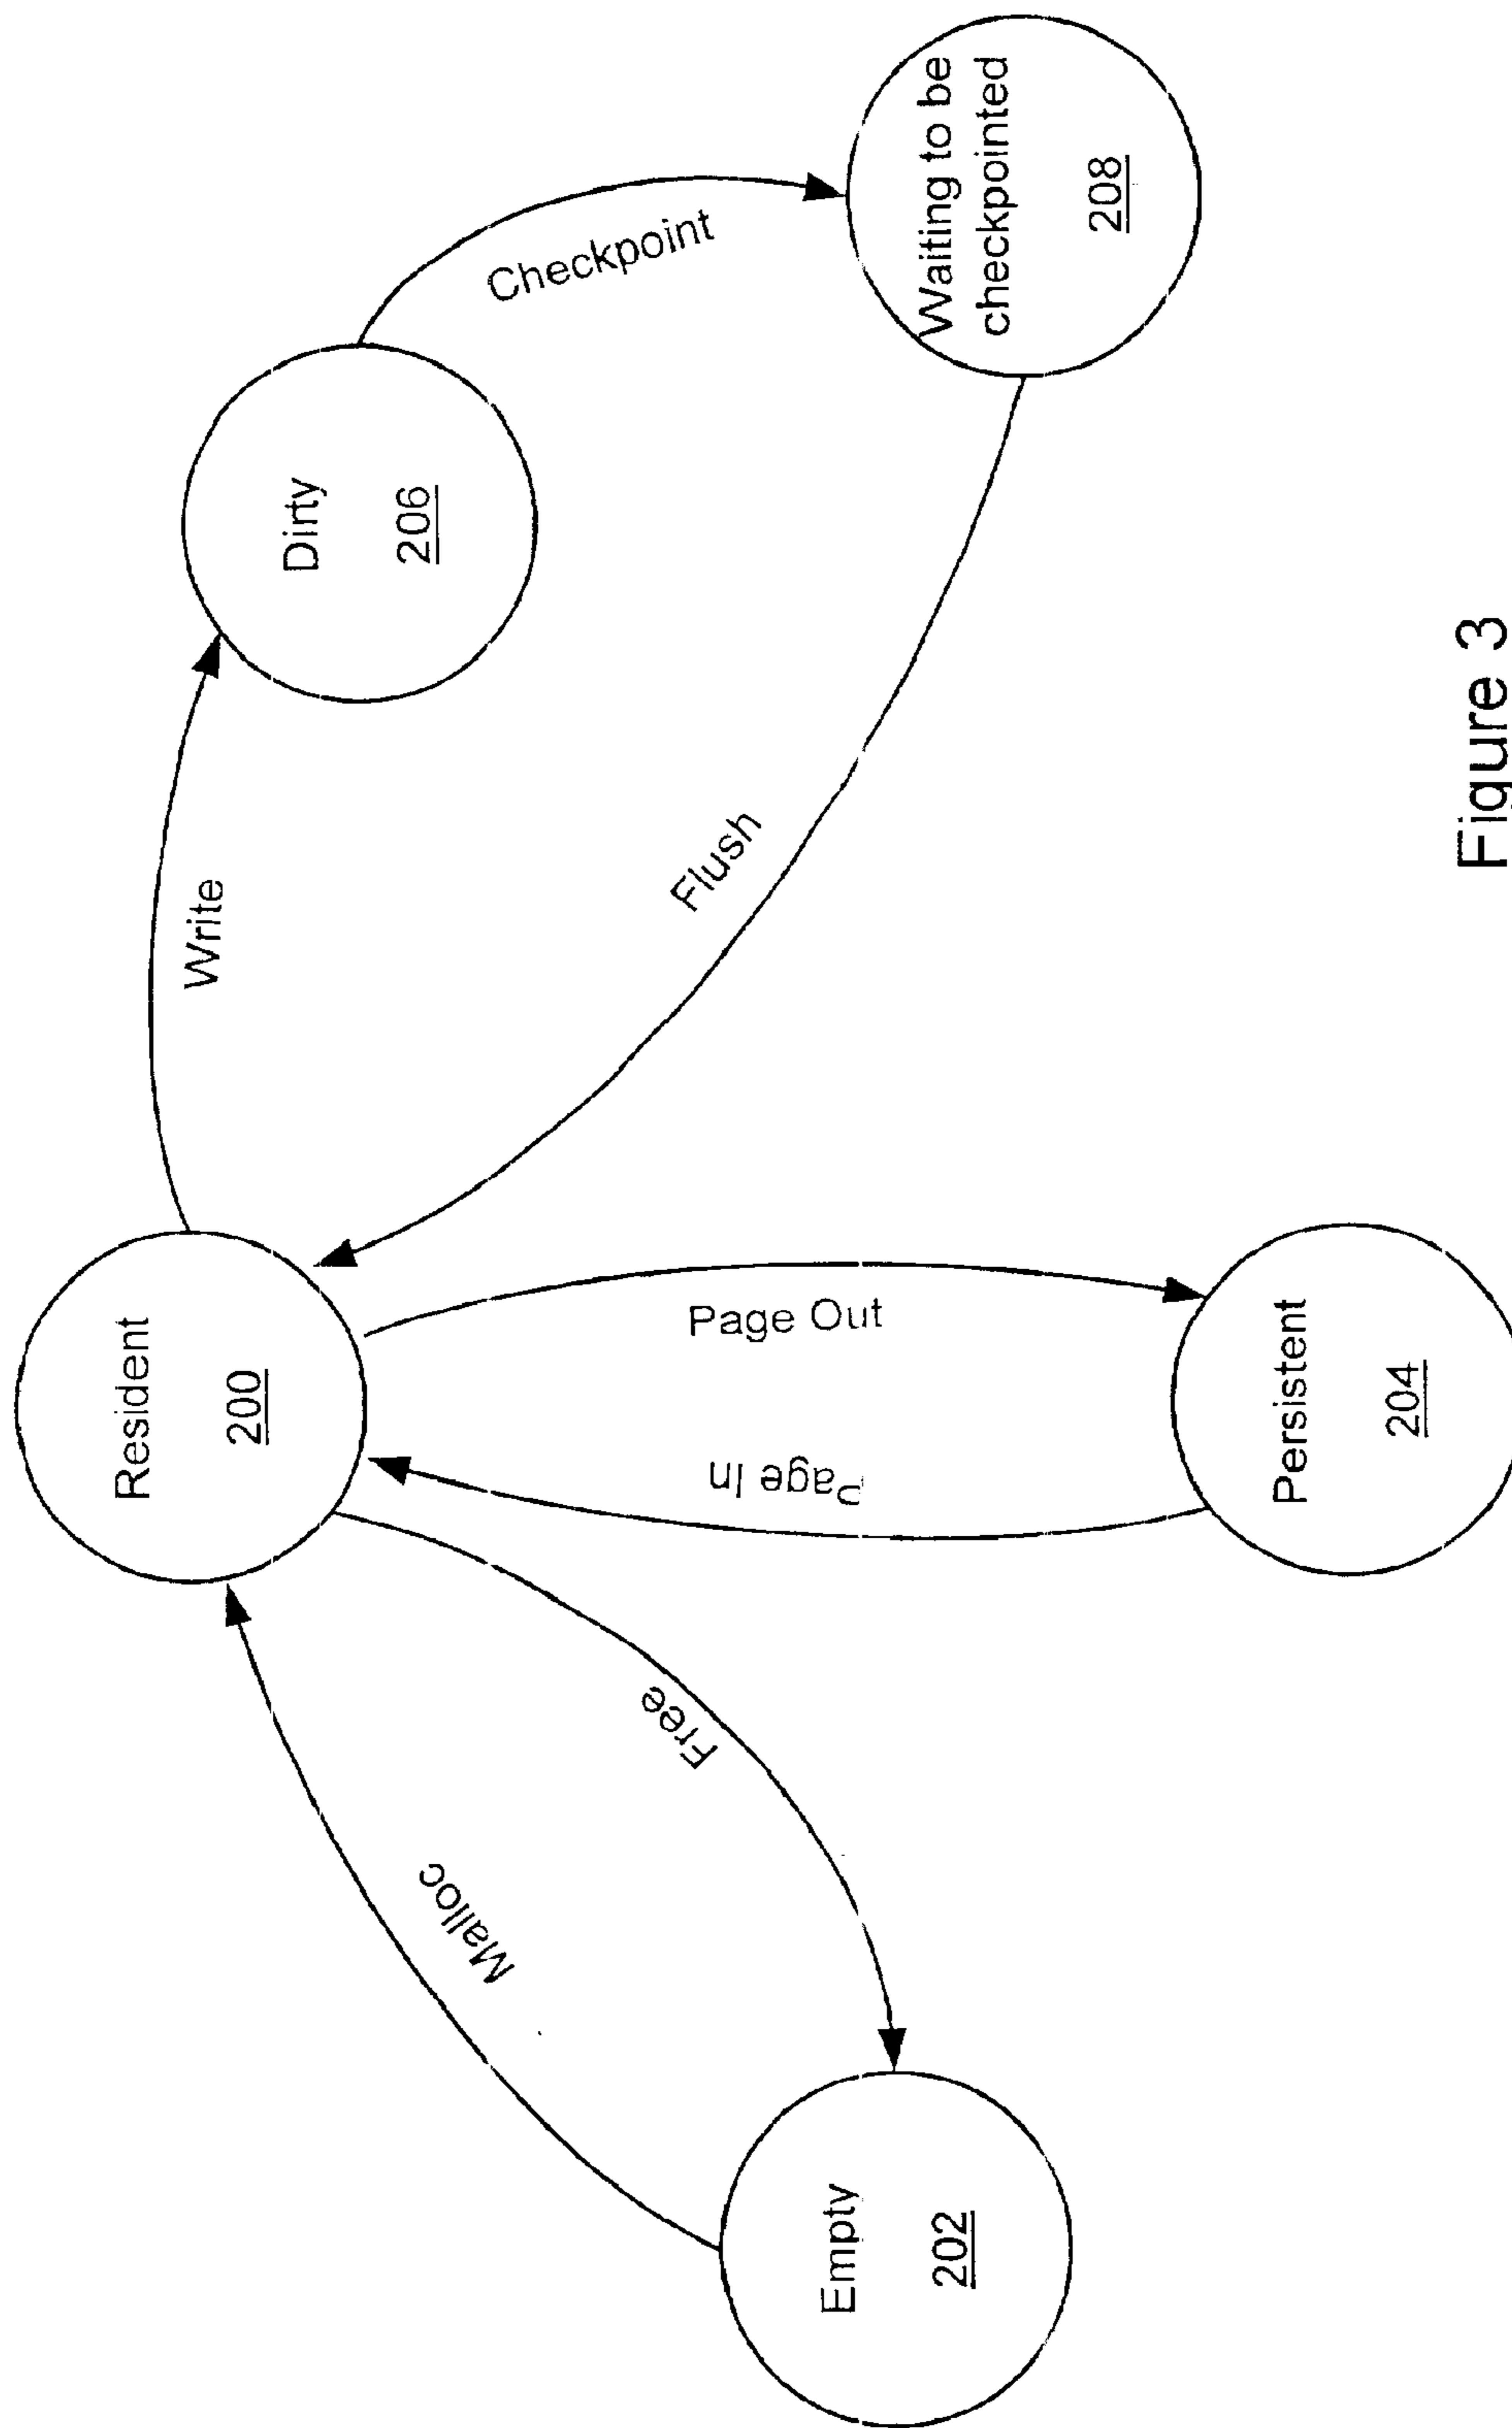 Resident
200
Write
Dirty
206
Checkpoint
Waiting to be
checkpointed
208
Flush
Page Out
Page In
Persistent
204
Free
Malloc
Empty
202
Figure 3